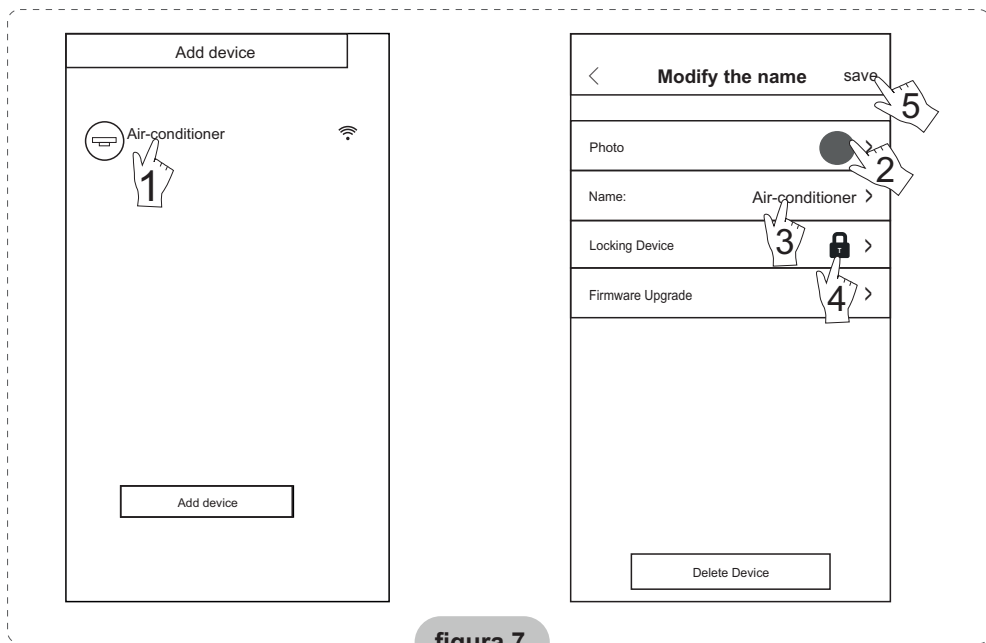 Add device
Air-conditioner
1
Add device
Modify the name save
5
Photo
2
Name: Air-conditioner
3
Locking Device
Firmware Upgrade
4
Delete Device
figura 7